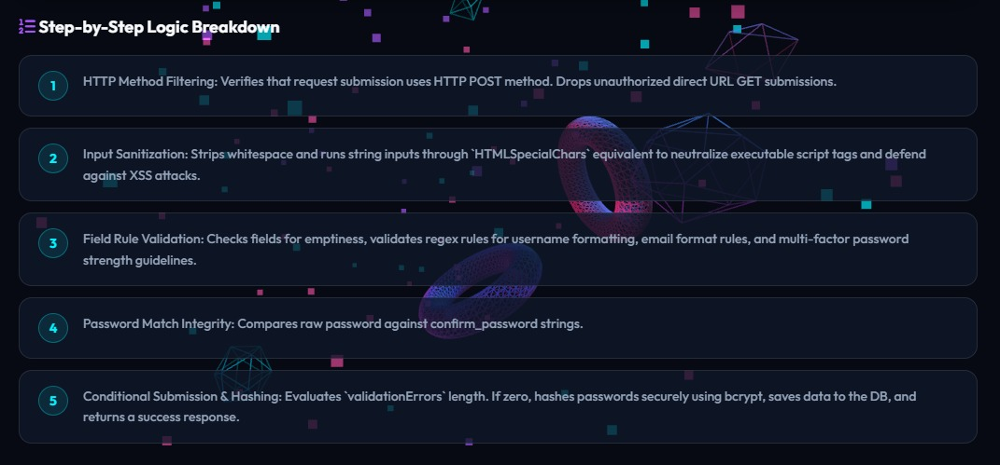 Step-by-Step Logic Breakdown
1
HTTP Method Filtering: Verifies that request submission uses HTTP POST method. Drops unauthorized direct URL GET submissions.
2
Input Sanitization: Strips whitespace and runs string inputs through `HTMLSpecialChars` equivalent to neutralize executable script tags and defend
against XSS attacks.
3
Field Rule Validation: Checks fields for emptiness, validates regex rules for username formatting, email format rules, and multi-factor password
strength guidelines.
4
Password Match Integrity: Compares raw password against confirm_password strings.
5
Conditional Submission & Hashing: Evaluates `validationErrors` length. If zero, hashes passwords securely using bcrypt, saves data to the DB, and
returns a success response.